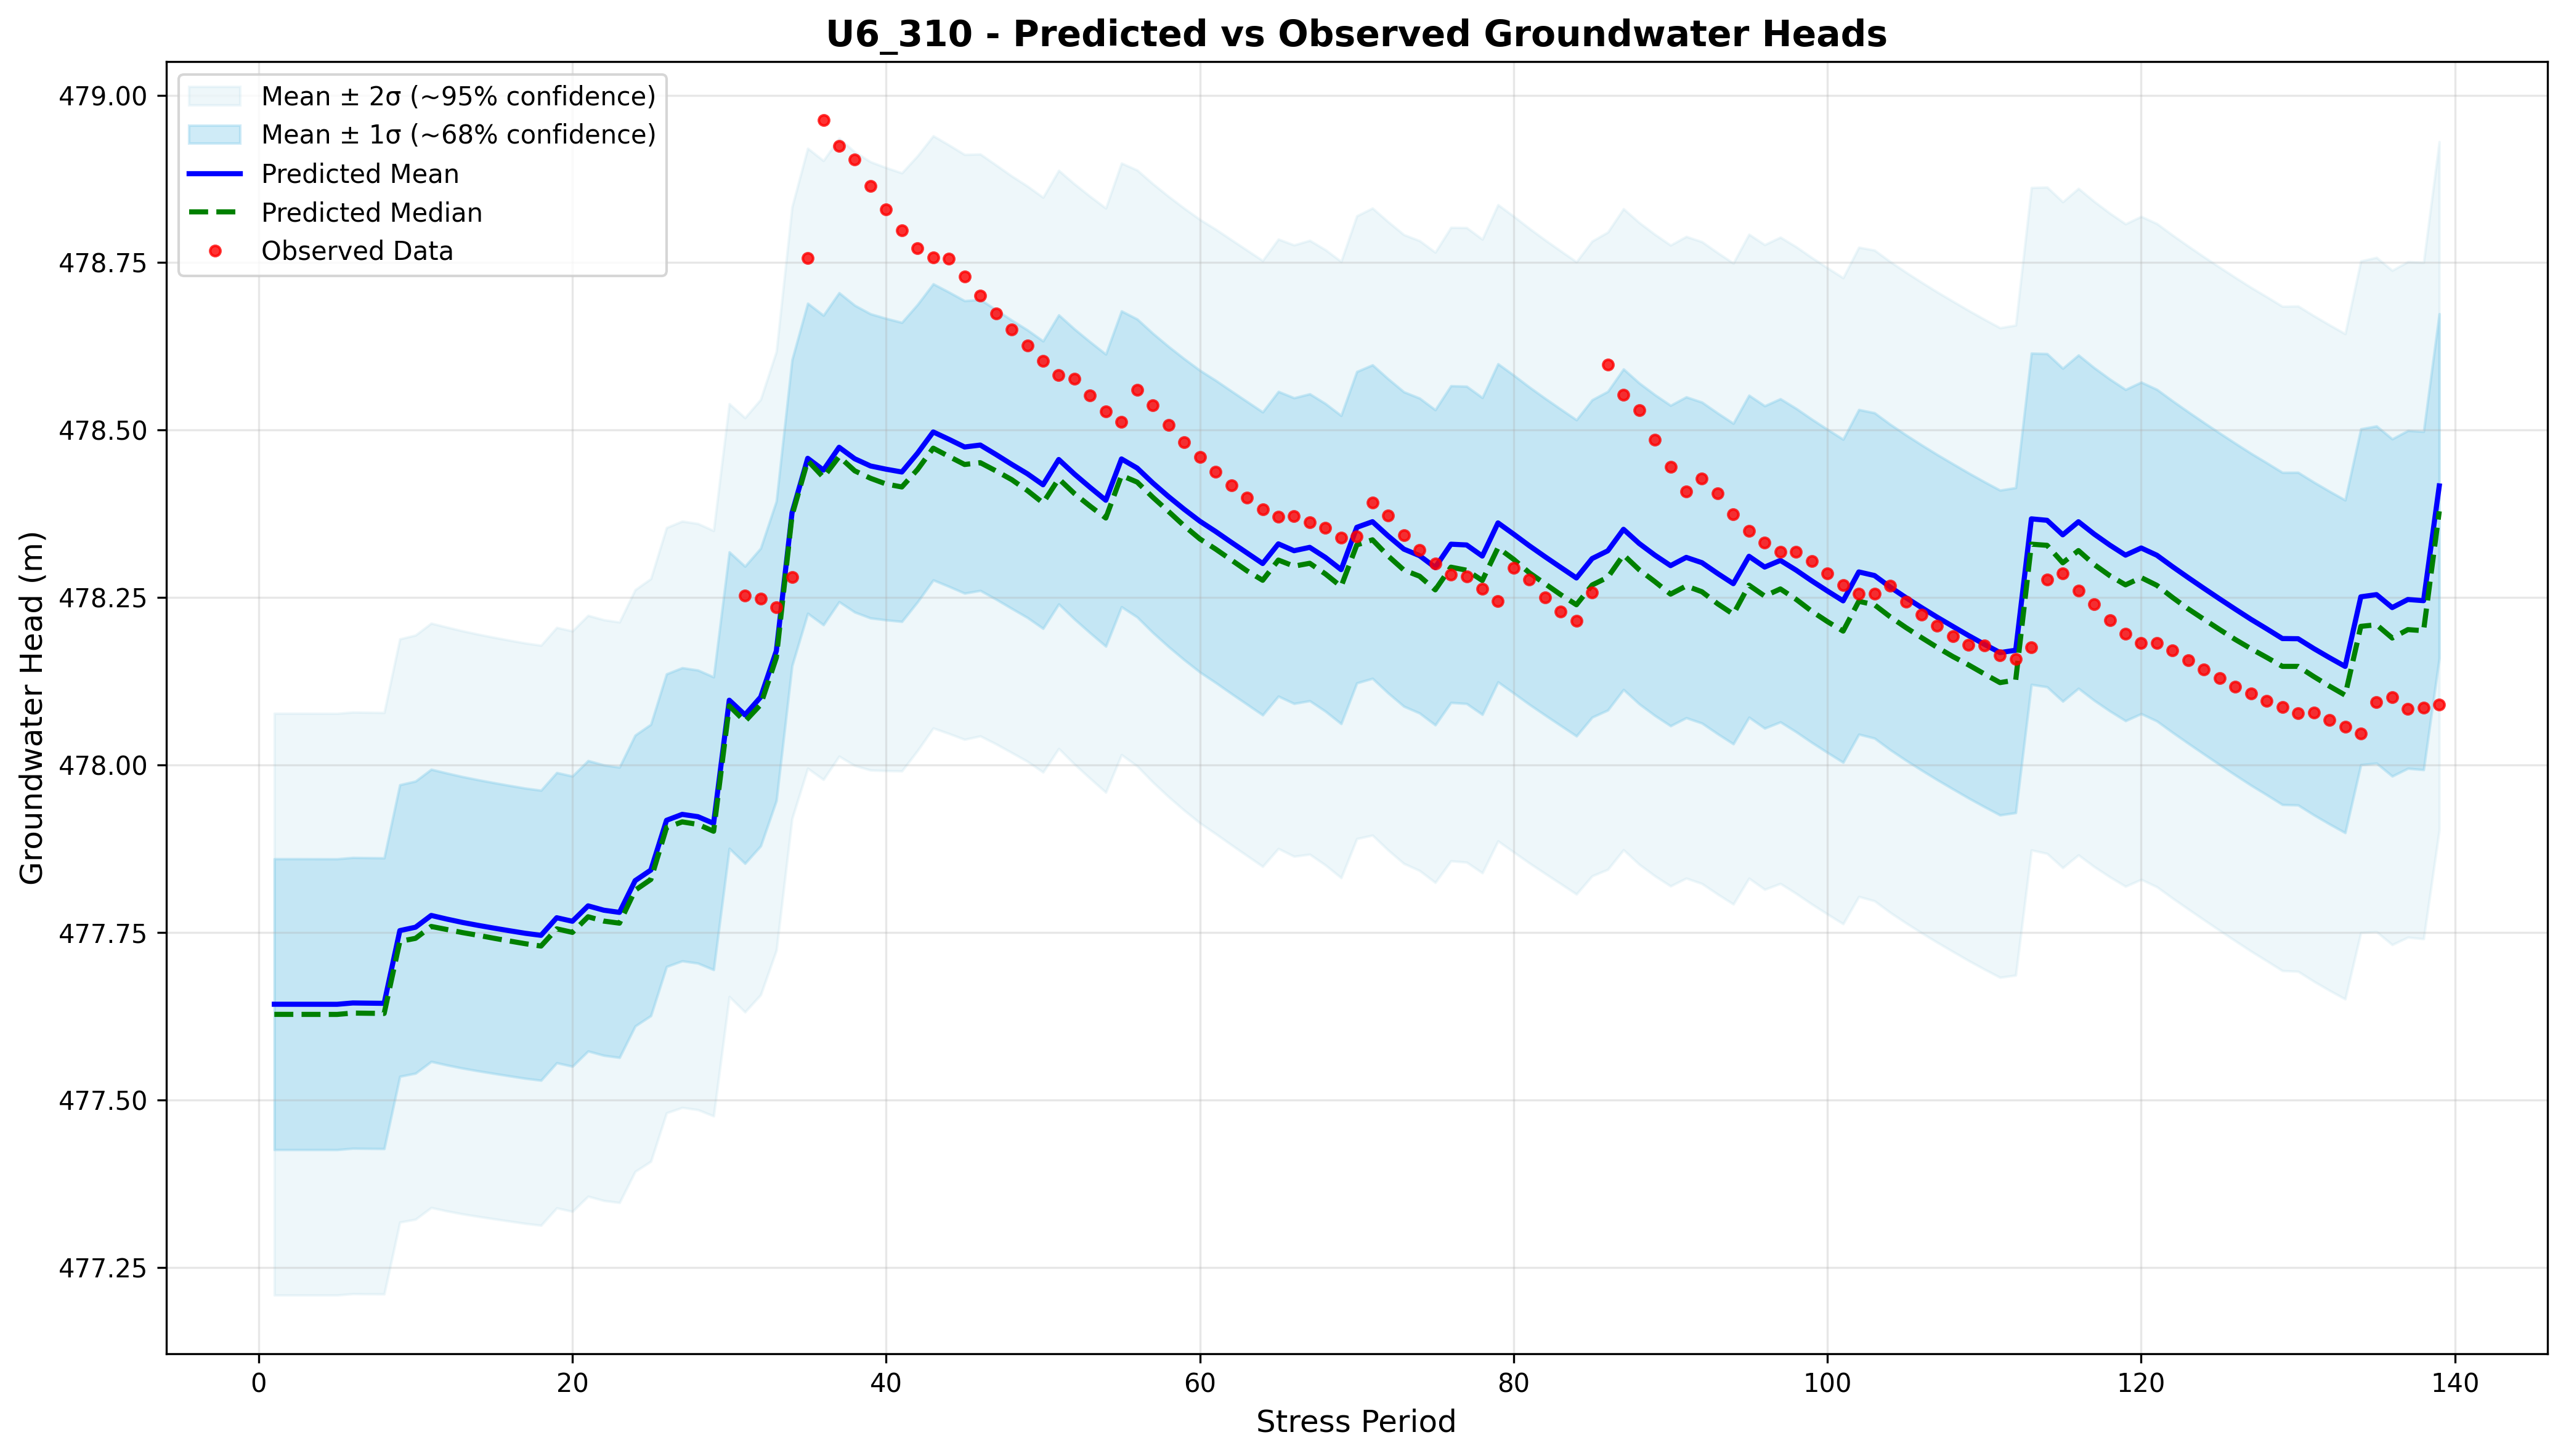 U6_310 - Predicted vs Observed Groundwater Heads
Mean ± 2σ (~95% confidence)
Mean ± 1σ (~68% confidence)
Predicted Mean
Predicted Median
Observed Data
Groundwater Head (m)
479.00
478.75
478.50
478.25
478.00
477.75
477.50
477.25
0 20 40 60 80 100 120 140
Stress Period